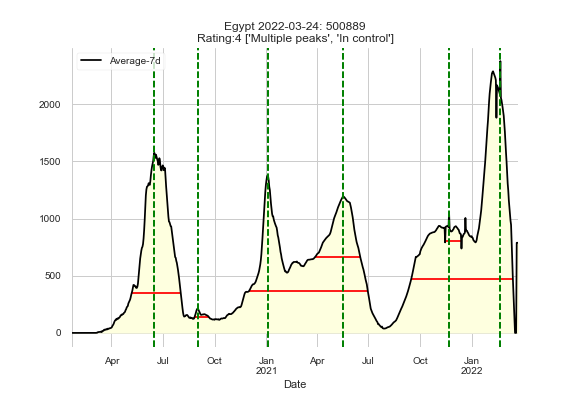 Egypt 2022-03-24: 500889
Rating:4 ['Multiple peaks', 'In control']
Average-7d
2000
1500
1000
500
0
Apr Jul Oct Jan Apr Jul Oct Jan
2021 2022
Date